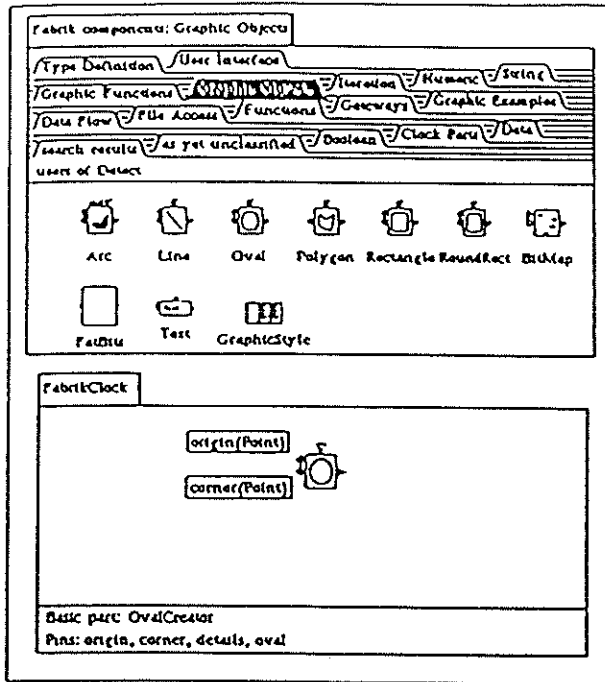 Fabrik components: Graphic Objects
Type Definition User Interface
Graphic Functions Iteration Numeric String
Data Flow File Access Functions Gateways Graphic Examples
search results as yet unclassified Boolean Clock Parts Data
users of Detect
Arc Line Oval Polygon Rectangle RoundRect BitMap
FatBits Text GraphicStyle
FabrikClock
origin(Point)
corner(Point)
Basic part: OvalCreator
Pins: origin, corner, details, oval